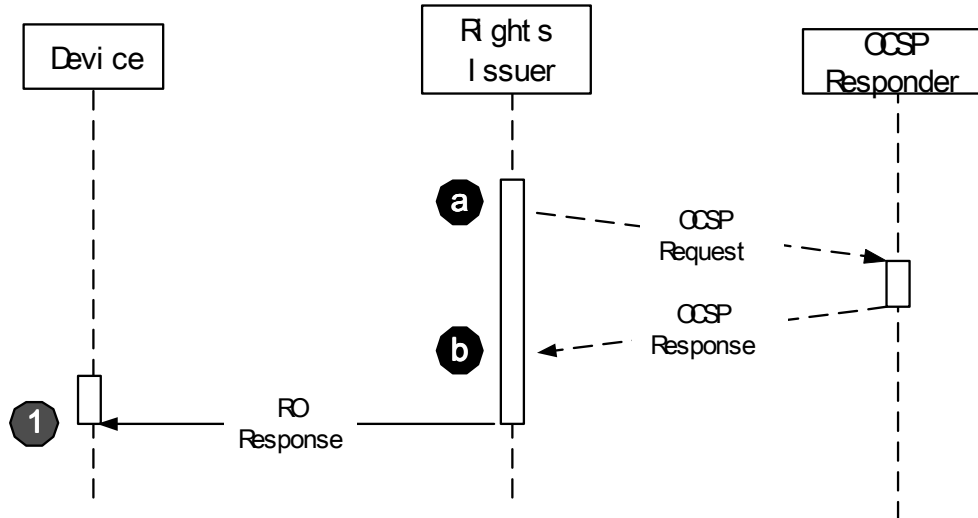 Device
Rights
Issuer
OCSP
Responder
a
OCSP
Request
OCSP
Response
b
1
RO
Response